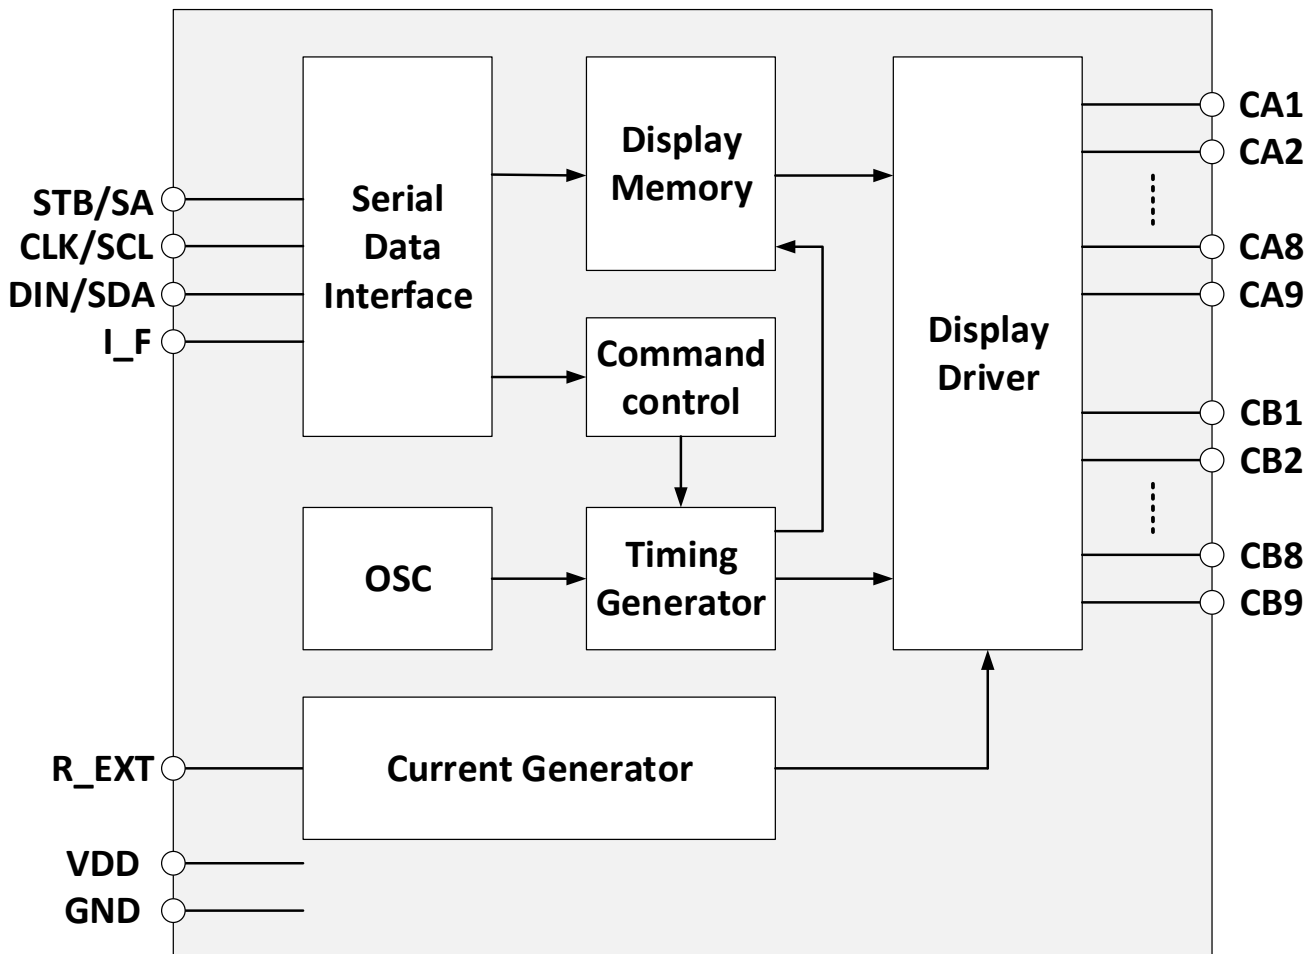 STB/SA
CLK/SCL
DIN/SDA
I_F
R_EXT
VDD
GND
Serial
Data
Interface
Display
Memory
Command
control
OSC
Timing
Generator
Current Generator
Display
Driver
CA1
CA2
CA8
CA9
CB1
CB2
CB8
CB9